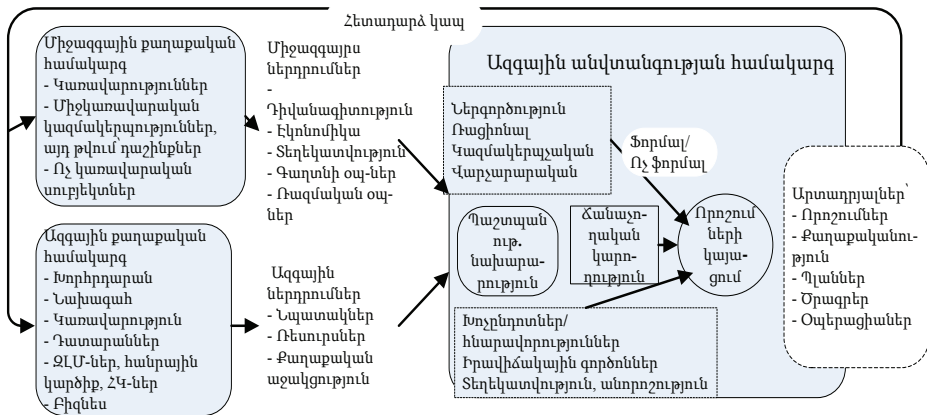 Հետադարձ կապ
Միջազգային քաղաքական
համակարգ
- Կառավարություններ
- Միջկառավարական
կազմակերպություններ,
այդ թվում՝դաշինքներ
- Ոչ կառավարական
սուբյեկտներ
Ազգային քաղաքական
համակարգ
- Խորհրդարան
- Նախագահ
- Կառավարություն
- Դատարաններ
- ԶԼՄ-ներ, հանրային
կարծիք, ՀԿ-ներ
- Բիզնես
Միջազգայրս
ներդրումներ
-
Դիվանագիտություն
- Էկոնոմիկա
- Տեղեկատվություն
- Գաղտնի օպ-ներ
- Ռազմական օպ-
ներ
Ազգային
ներդրումներ
- Նպատակներ
- Ռեսուրսներ
- Քաղաքական
աջակցություն
Ազգային անվտանգության համակարգ
Ներգործություն
Ռացիոնալ
Կազմակերպչական
Վարչարարական
Ֆորմալ/
Ոչ ֆորմալ
Պաշտպան
ութ.
նախարա-
րություն
Ճանաչո-
ղական
կարո-
ղություն
Որոշում
ների
կայա-
ցում
Խոչընդոտներ/
հնարավորություններ
Իրավիճակային գործոններ
Տեղեկատվություն, անորոշություն
Արտադրյալներ՝
- Որոշումներ
- Քաղաքականու-
թյուն
- Պլաններ
- Ծրագրեր
- Օպերացիաներ